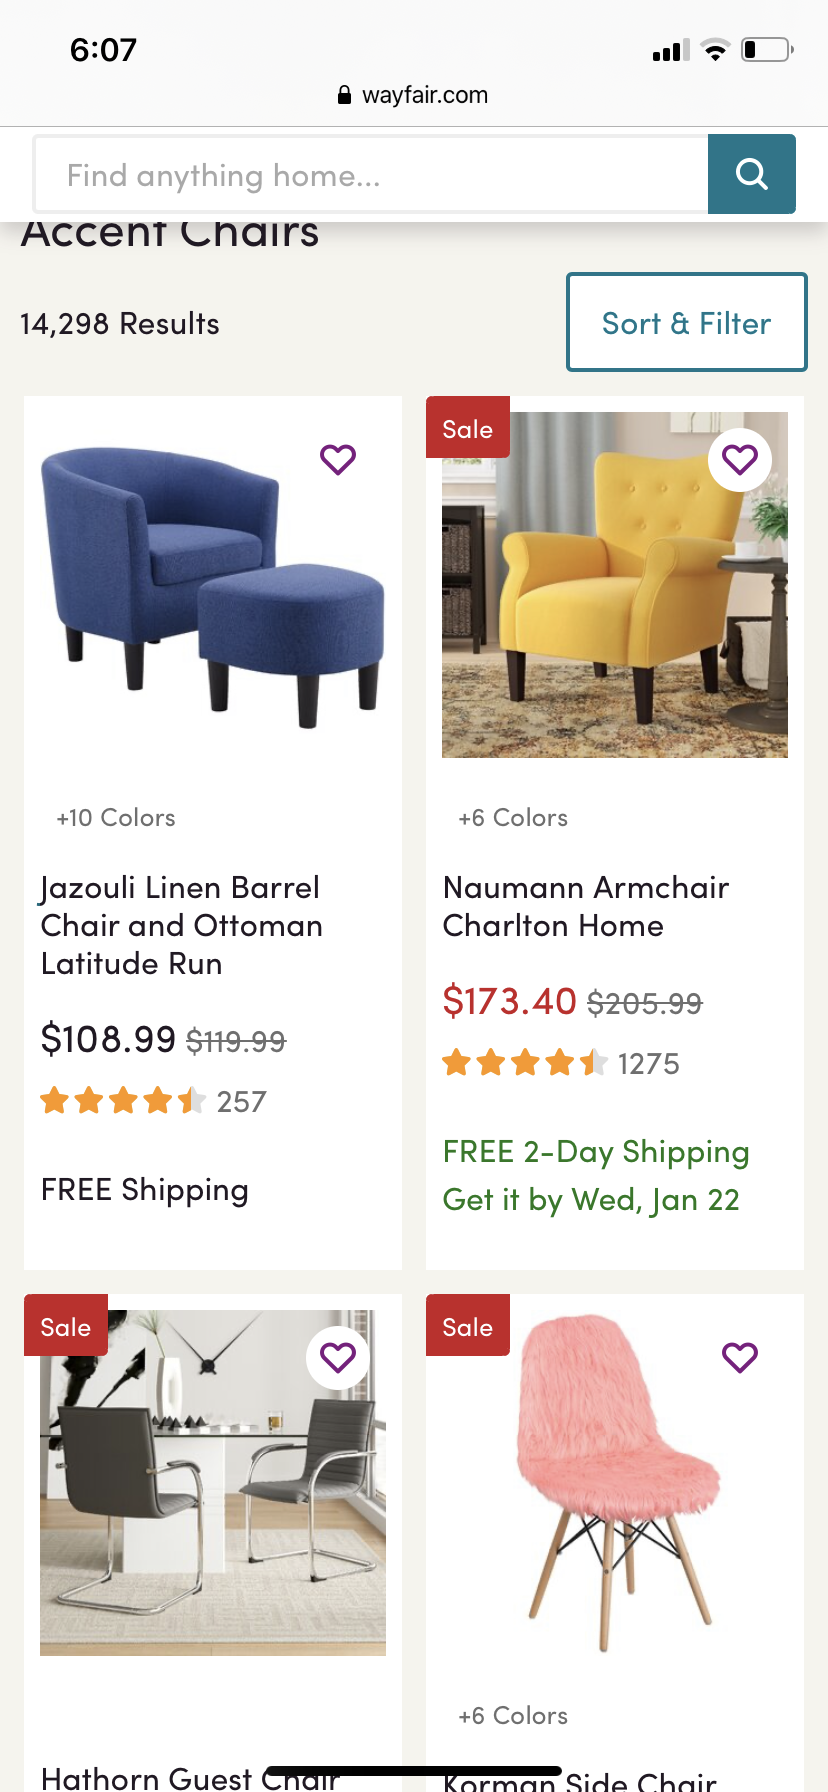 6:07
wayfair.com
Find anything home...
Accent Chairs
14,298 Results
Sort & Filter
+10 Colors
Jazouli Linen Barrel
Chair and Ottoman
Latitude Run
$108.99 $119.99
257
FREE Shipping
Sale
+6 Colors
Naumann Armchair
Charlton Home
$173.40 $205.99
1275
FREE 2-Day Shipping
Get it by Wed, Jan 22
Sale
Hathorn Guest Chair
Sale
+6 Colors
Korman Side Chair